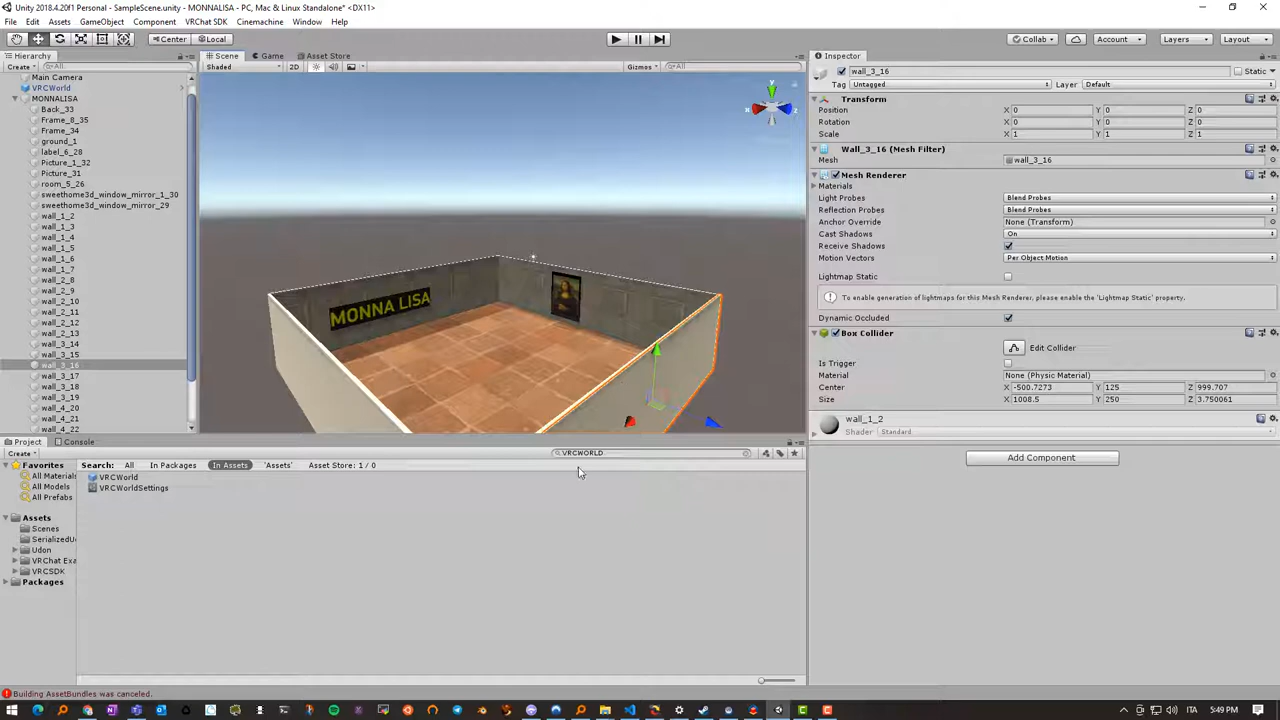 Unity 2018.4.20f1 Personal - SampleScene.unity - MONNALISA - PC, Mac & Linux Standalone* <DX11>
File Edit Assets GameObject Component VRChat SDK Cinemachine Window Help
Center Local Collab Account Layers Layout
Hierarchy
Create All
Main Camera
VRCWorld
MONNALISA
Back_33
Frame_8_35
Frame_34
ground_1
label_6_28
Picture_1_32
Picture_31
room_5_26
sweethome3d_window_mirror_1_30
sweethome3d_window_mirror_29
wall_1_2
wall_1_3
wall_1_4
wall_1_5
wall_1_6
wall_1_7
wall_2_8
wall_2_9
wall_2_10
wall_2_11
wall_2_12
wall_2_13
wall_3_14
wall_3_15
wall_3_16
wall_3_17
wall_3_18
wall_3_19
wall_4_20
wall_4_21
wall_4_22
Scene Game Asset Store
Shaded 2D Gizmos All
y
x z
MONNA LISA
Inspector
wall_3_16 Static
Tag Untagged Layer Default
Transform
Position X 0 Y 0 Z 0
Rotation X 0 Y 0 Z 0
Scale X 1 Y 1 Z 1
Wall_3_16 (Mesh Filter)
Mesh wall_3_16
Mesh Renderer
Materials
Light Probes Blend Probes
Reflection Probes Blend Probes
Anchor Override None (Transform)
Cast Shadows On
Receive Shadows
Motion Vectors Per Object Motion
Lightmap Static
To enable generation of lightmaps for this Mesh Renderer, please enable the 'Lightmap Static' property.
Dynamic Occluded
Box Collider
Edit Collider
Is Trigger
Material None (Physic Material)
Center X -500.7273 Y 125 Z 999.707
Size X 1008.5 Y 250 Z 3.750061
wall_1_2
Shader Standard
Add Component
Project Console
Create VRCWORLD
Favorites
All Material
All Models
All Prefabs
Assets
Scenes
SerializedUd
Udon
VRChat Exa
VRCSDK
Packages
Search: All In Packages In Assets 'Assets' Asset Store: 1 / 0
VRCWorld
VRCWorldSettings
Building AssetBundles was canceled.
ITA 5:49 PM